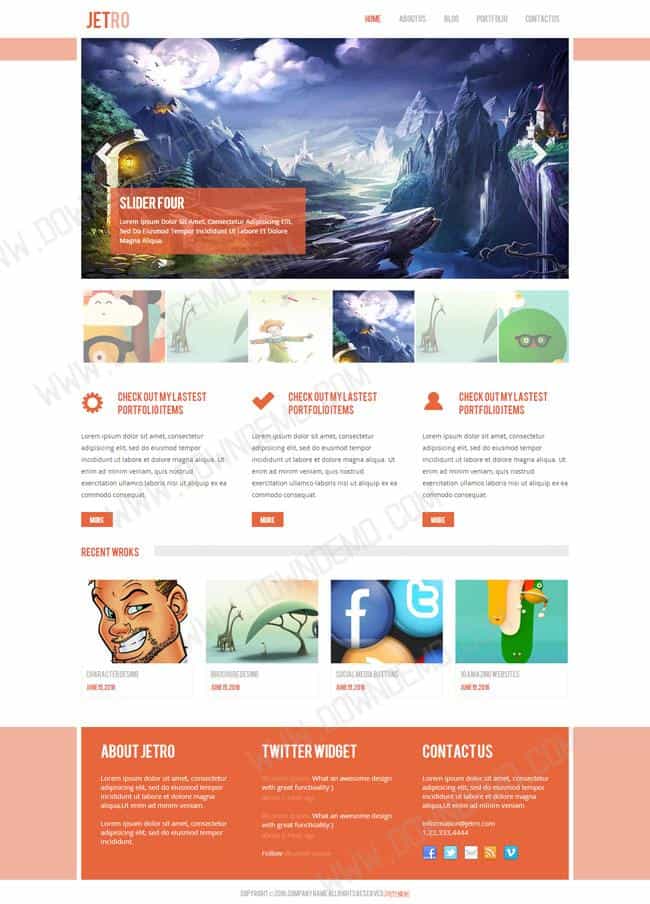 JETRO
HOME ABOUT US BLOG PORTFOLIO CONTACT US
SLIDER FOUR
Lorem Ipsum Dolor Sit Amet, Consectetur Adipisicing Elit,
Sed Do Eiusmod Tempor Incididunt Ut Labore Et Dolore
Magna Aliqua.
CHECK OUT MY LASTEST
PORTFOLIO ITEMS
Lorem ipsum dolor sit amet, consectetur
adipisicing elit, sed do eiusmod tempor
incididunt ut labore et dolore magna aliqua. Ut
enim ad minim veniam, quis nostrud
exercitation ullamco laboris nisi ut aliquip ex ea
commodo consequat.
MORE
CHECK OUT MY LASTEST
PORTFOLIO ITEMS
Lorem ipsum dolor sit amet, consectetur
adipisicing elit, sed do eiusmod tempor
incididunt ut labore et dolore magna aliqua. Ut
enim ad minim veniam, quis nostrud
exercitation ullamco laboris nisi ut aliquip ex ea
commodo consequat.
MORE
CHECK OUT MY LASTEST
PORTFOLIO ITEMS
Lorem ipsum dolor sit amet, consectetur
adipisicing elit, sed do eiusmod tempor
incididunt ut labore et dolore magna aliqua. Ut
enim ad minim veniam, quis nostrud
exercitation ullamco laboris nisi ut aliquip ex ea
commodo consequat.
MORE
RECENT WROKS
CHARACTER DESING
JUNE 15, 2016
BROCHURE DESING
JUNE 15, 2016
SOCIAL MEDIA BUTTONS
JUNE 15, 2016
10 AMAZING WEBSITES
JUNE 15, 2016
ABOUT JETRO
Lorem ipsum dolor sit amet, consectetur
adipisicing elit, sed do eiusmod tempor
incididunt ut labore et dolore magna
aliqua.Ut enim ad minim veniam.
Lorem ipsum dolor sit amet, consectetur
adipisicing elit, sed do eiusmod tempor
incididunt.
TWITTER WIDGET
What an awesome design
with great functioality:)
What an awesome design
with great functioality:)
Follow
CONTACT US
Lorem ipsum dolor sit amet, consectetur
adipisicing elit, sed do eiusmod tempor
incididunt ut labore et dolore magna
aliqua,Ut enim ad minim veniam.
information@jetro.com
1.22.333.4444
COPYRIGHT © 2016.COMPANY NAME ALL RIGHTS RESERVED.
WWW.DOWNDEMO.COM
WWW.DOWNDEMO.COM
WWW.DOWNDEMO.COM